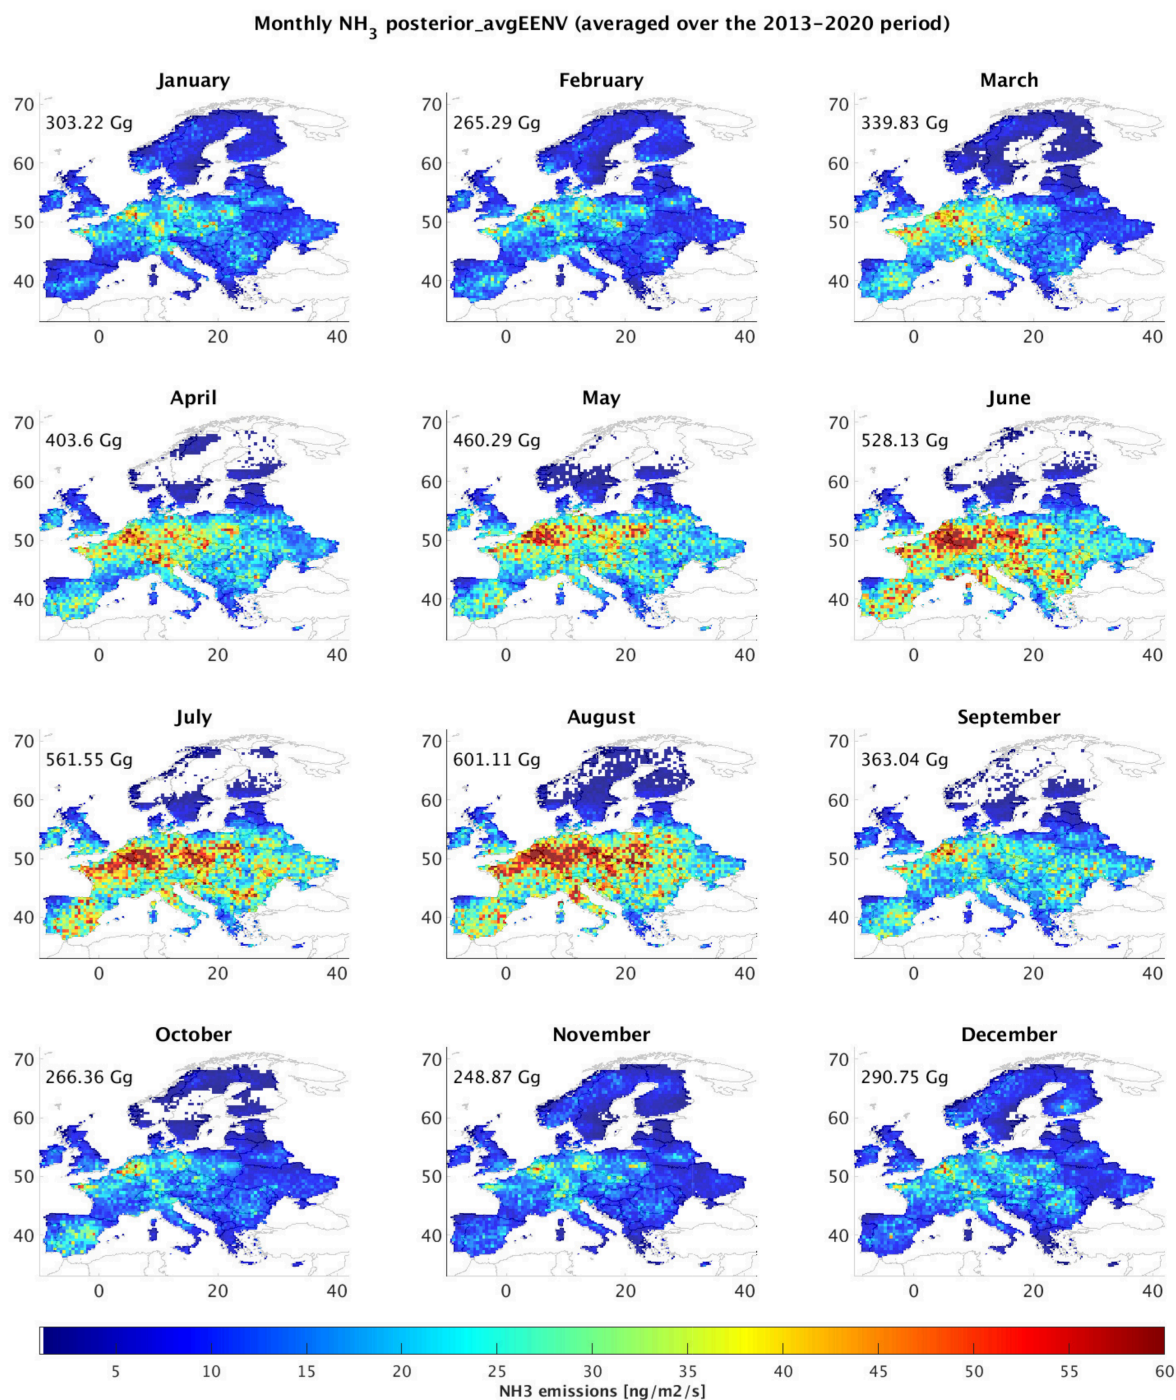 Monthly NH3 posterior_avgEENV (averaged over the 2013-2020 period)
January February March
70 70 70
303.22 Gg 265.29 Gg 339.83 Gg
60 60 60
50 50 50
40 40 40
0 20 40 0 20 40 0 20 40
April May June
70 70 70
403.6 Gg 460.29 Gg 528.13 Gg
60 60 60
50 50 50
40 40 40
0 20 40 0 20 40 0 20 40
July August September
70 70 70
561.55 Gg 601.11 Gg 363.04 Gg
60 60 60
50 50 50
40 40 40
0 20 40 0 20 40 0 20 40
October November December
70 70 70
266.36 Gg 248.87 Gg 290.75 Gg
60 60 60
50 50 50
40 40 40
0 20 40 0 20 40 0 20 40
5 10 15 20 25 30 35 40 45 50 55 60
NH3 emissions [ng/m2/s]